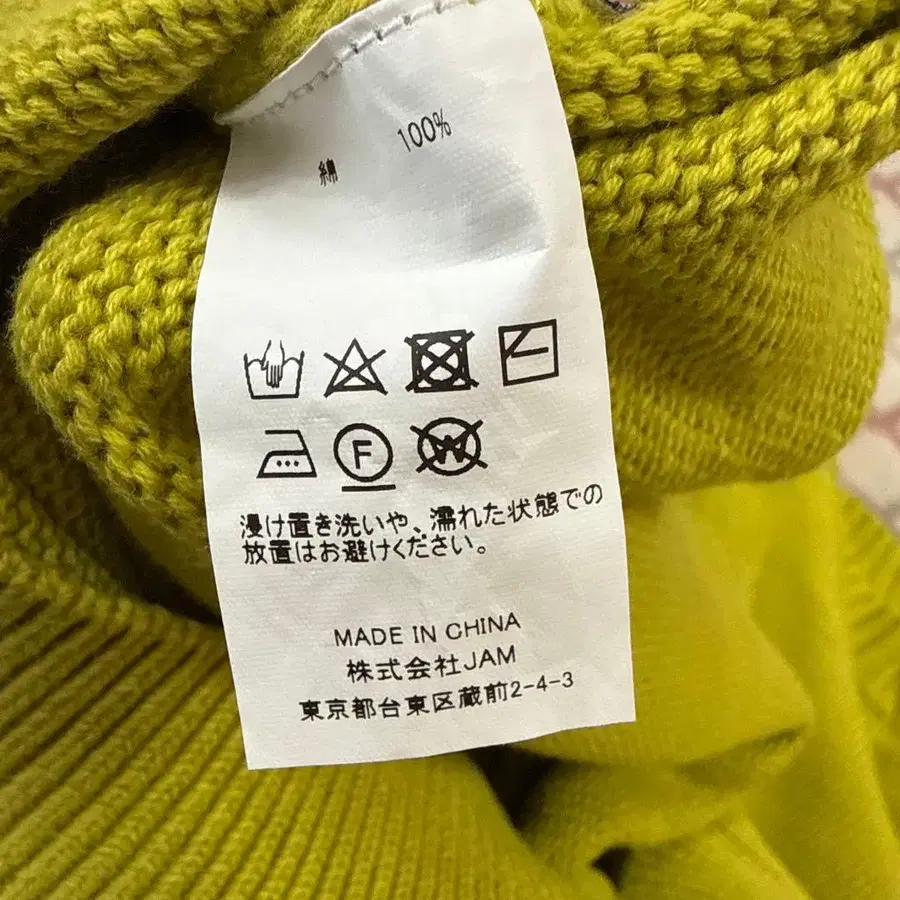 綿 100%
F W
浸け置き洗いや、濡れた状態での
放置はお避けください。
MADE IN CHINA
株式会社JAM
東京都台東区蔵前2-4-3